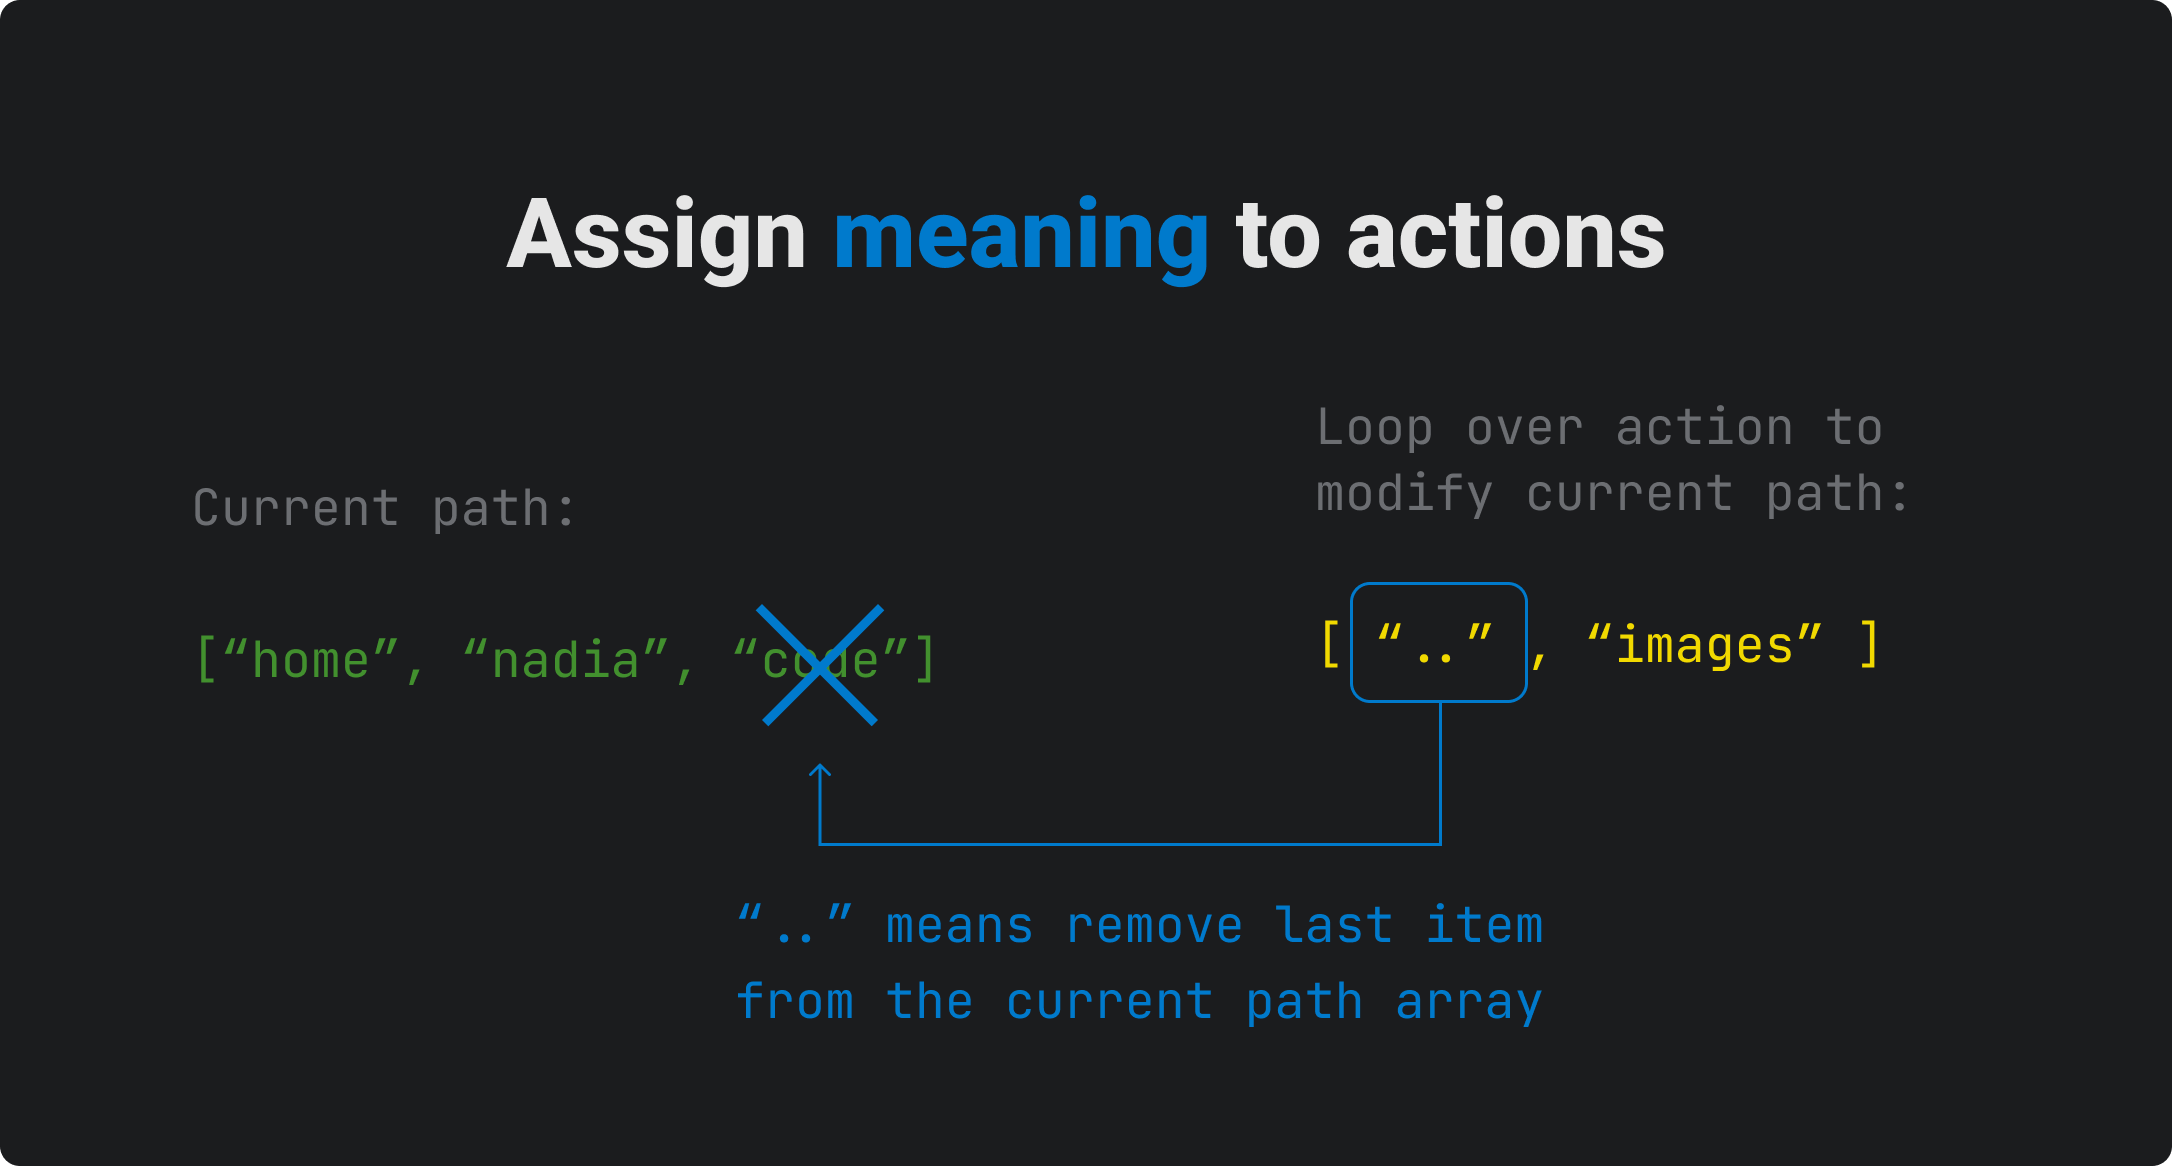 Assign meaning to actions
Current path:
[“home”, “nadia”, “code”]
Loop over action to
modify current path:
[ “..” , “images” ]
“..” means remove last item
from the current path array